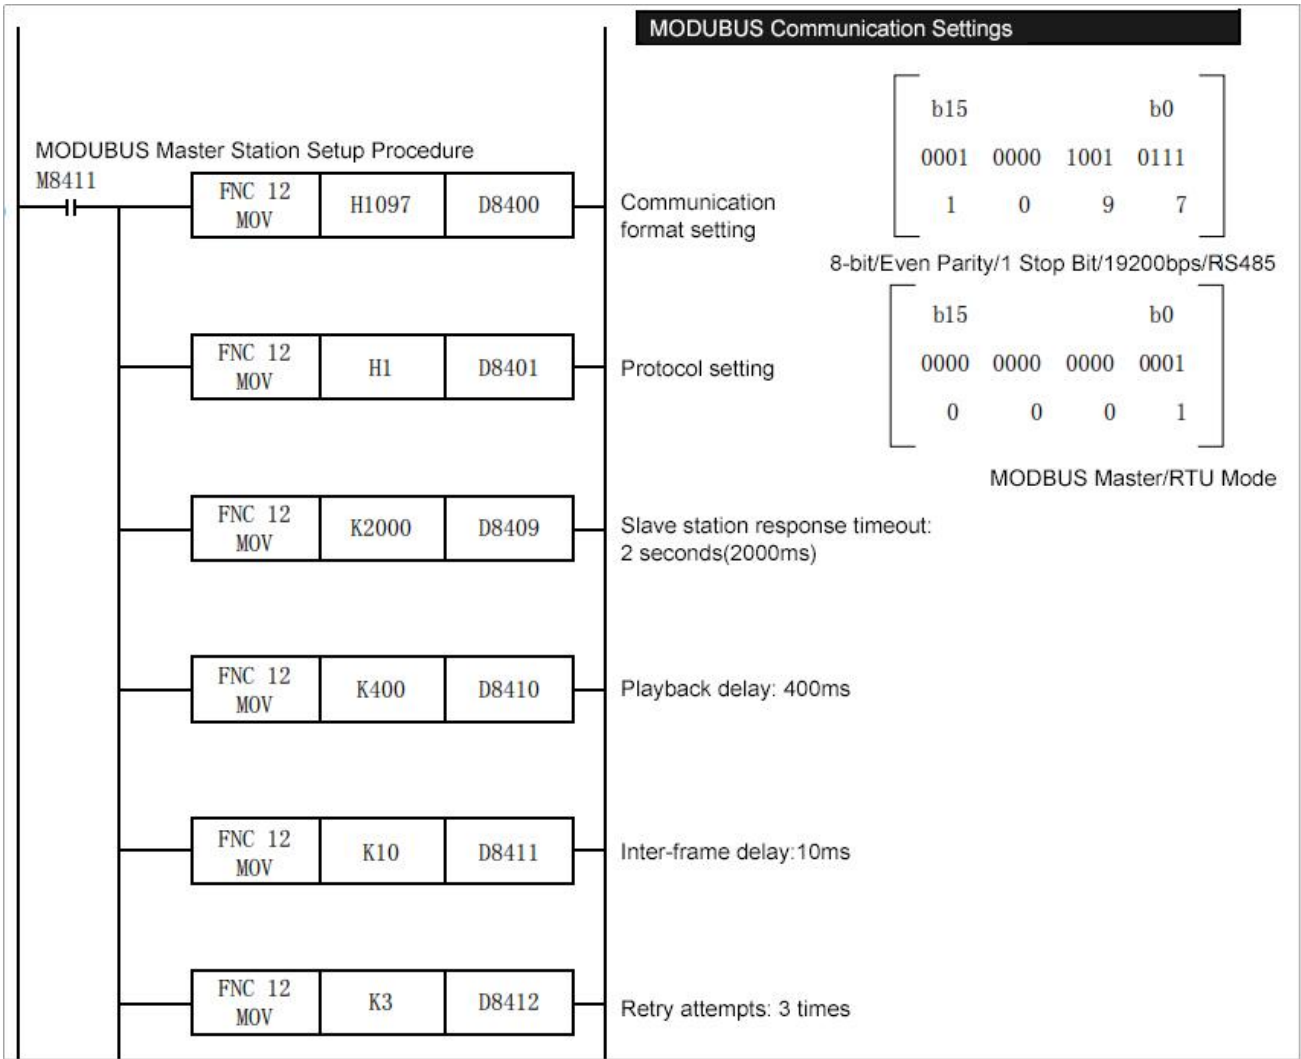 MODUBUS Communication Settings
b15 b0
MODUBUS Master Station Setup Procedure
0001 0000 1001 0111
M8411
FNC 12
MOV
H1097
D8400
Communication
format setting
1 0 9 7
8-bit/Even Parity/1 Stop Bit/19200bps/RS485
b15 b0
FNC 12
MOV
H1
D8401
Protocol setting
0000 0000 0000 0001
0 0 0 1
MODBUS Master/RTU Mode
FNC 12
MOV
K2000
D8409
Slave station response timeout:
2 seconds(2000ms)
FNC 12
MOV
K400
D8410
Playback delay: 400ms
FNC 12
MOV
K10
D8411
Inter-frame delay:10ms
FNC 12
MOV
K3
D8412
Retry attempts: 3 times